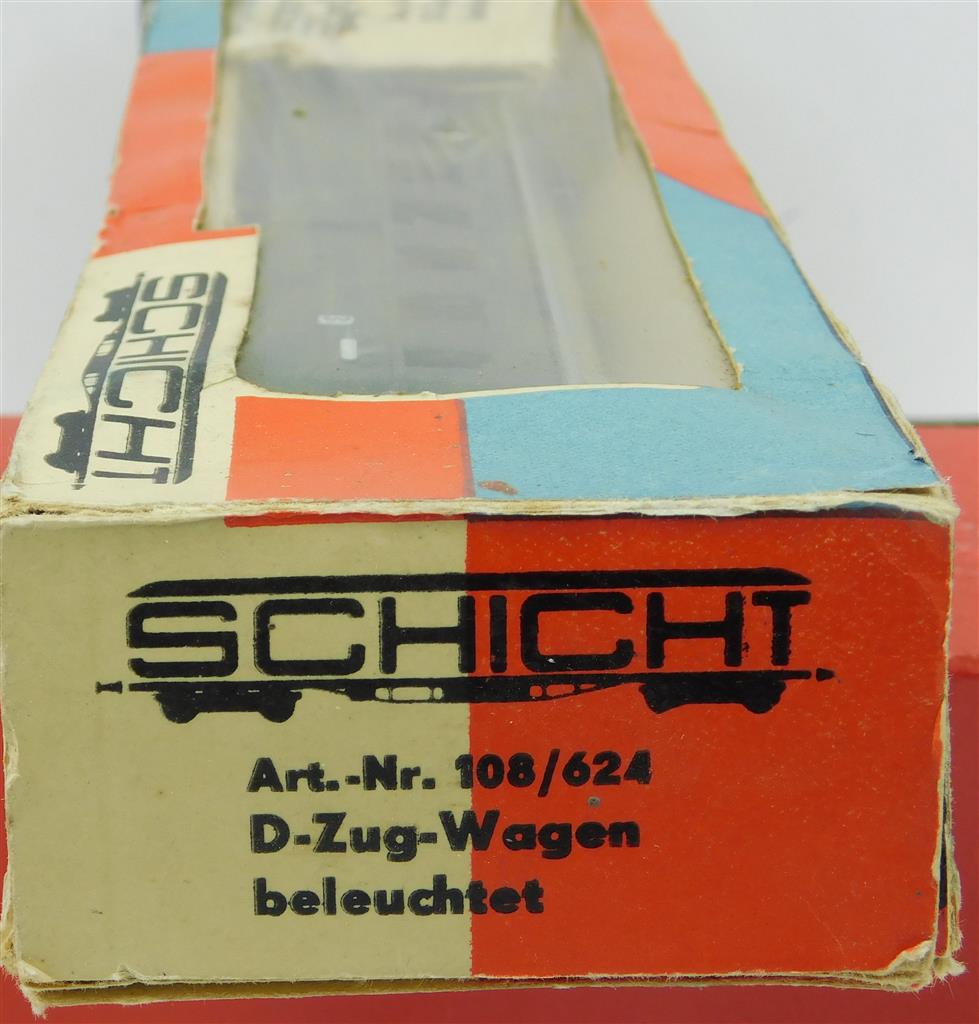 SCHICHT
SCHICHT
Art.-Nr. 108/624
D-Zug-Wagen
beleuchtet